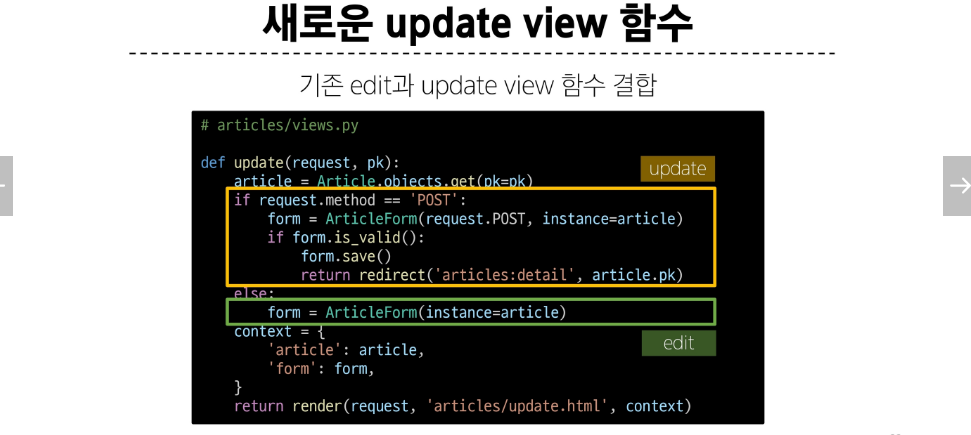 새로운 update view 함수
기존 edit과 update view 함수 결합
# articles/views.py
def update(request, pk):
update
    article = Article.objects.get(pk=pk)
    if request.method == 'POST':
        form = ArticleForm(request.POST, instance=article)
        if form.is_valid():
            form.save()
            return redirect('articles:detail', article.pk)
    else:
        form = ArticleForm(instance=article)
    context = {
edit
        'article': article,
        'form': form,
    }
    return render(request, 'articles/update.html', context)